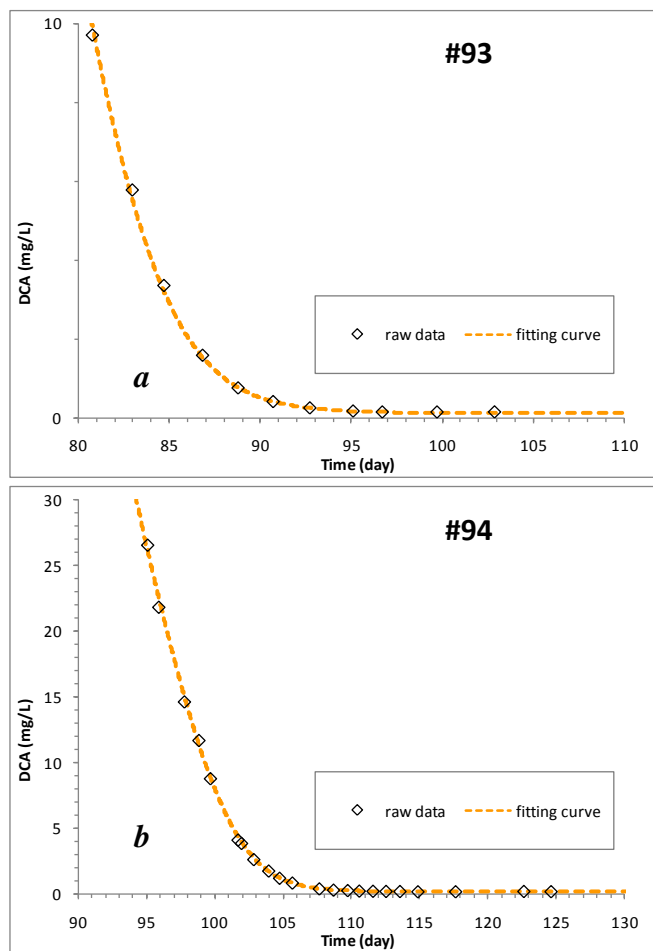 #93
10
DCA (mg/L)
raw data fitting curve
a
0
80 85 90 95 100 105 110
Time (day)
#94
30
25
20
15
10
5
0
DCA (mg/L)
raw data fitting curve
b
90 95 100 105 110 115 120 125 130
Time (day)